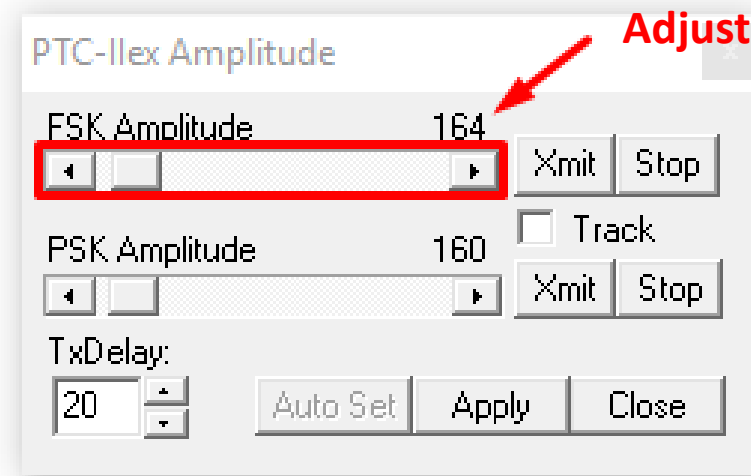 Adjust
PTC-IIex Amplitude
FSK Amplitude 164
Xmit Stop
Track
PSK Amplitude 160
Xmit Stop
TxDelay:
20
Auto Set Apply Close